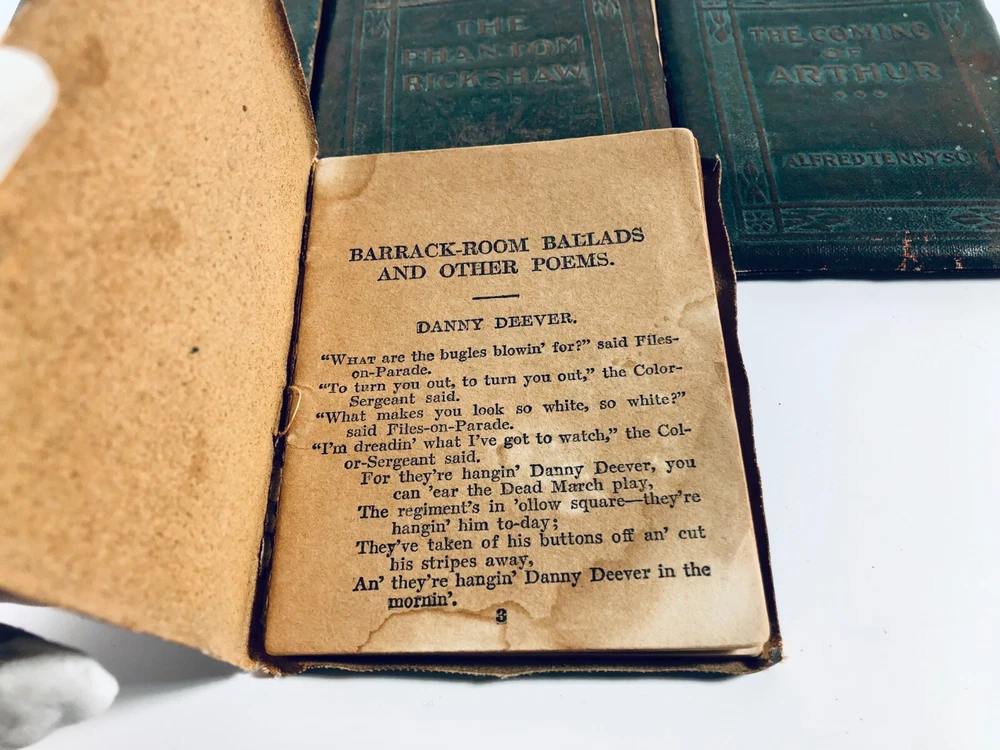 THE
PHANTOM
RICKSHAW
THE COMING
OF
ARTHUR
ALFRED TENNYSON
BARRACK-ROOM BALLADS
AND OTHER POEMS.
DANNY DEEVER.
“WHAT are the bugles blowin’ for?” said Files-
on-Parade.
“To turn you out, to turn you out,” the Color-
Sergeant said.
“What makes you look so white, so white?”
said Files-on-Parade.
“I’m dreadin’ what I’ve got to watch,” the Col-
or-Sergeant said.
For they’re hangin’ Danny Deever, you
can ’ear the Dead March play,
The regiment’s in ’ollow square—they’re
hangin’ him to-day;
They’ve taken of his buttons off an’ cut
his stripes away,
An’ they’re hangin’ Danny Deever in the
mornin’.
3